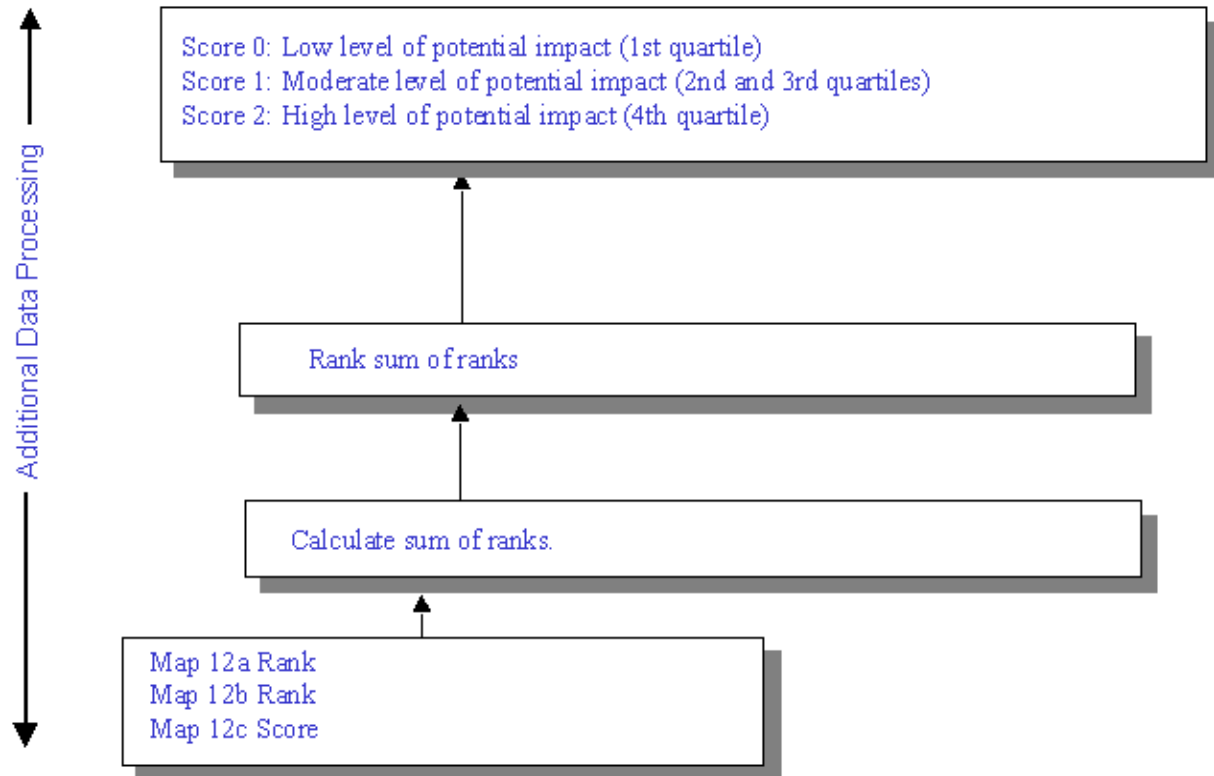 Score 0: Low level of potential impact (1st quartile)
Score 1: Moderate level of potential impact (2nd and 3rd quartiles)
Score 2: High level of potential impact (4th quartile)
Additional Data Processing
Rank sum of ranks
Calculate sum of ranks.
Map 12a Rank
Map 12b Rank
Map 12c Score